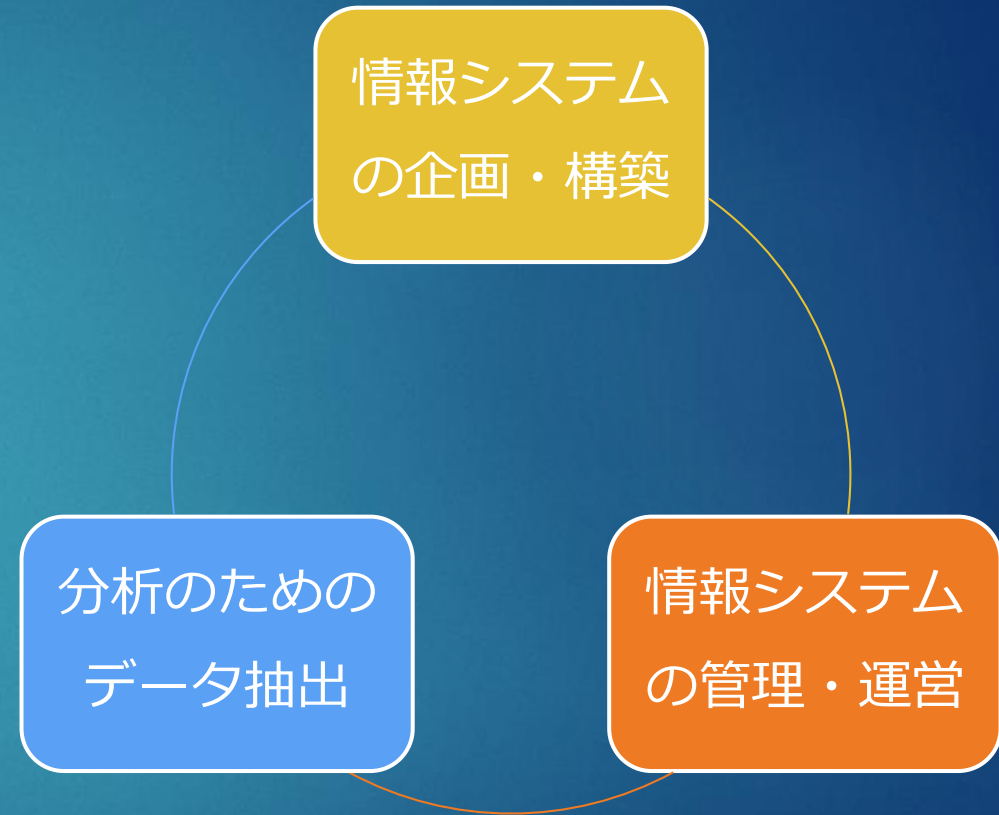 情報システム
の企画・構築
分析のための
データ抽出
情報システム
の管理・運営